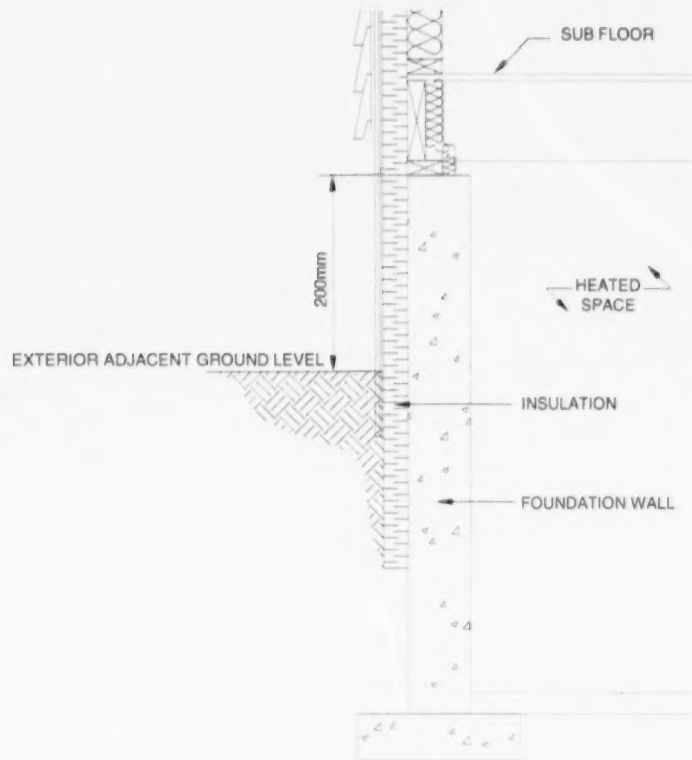 SUB FLOOR
200mm
HEATED
SPACE
EXTERIOR ADJACENT GROUND LEVEL
INSULATION
FOUNDATION WALL